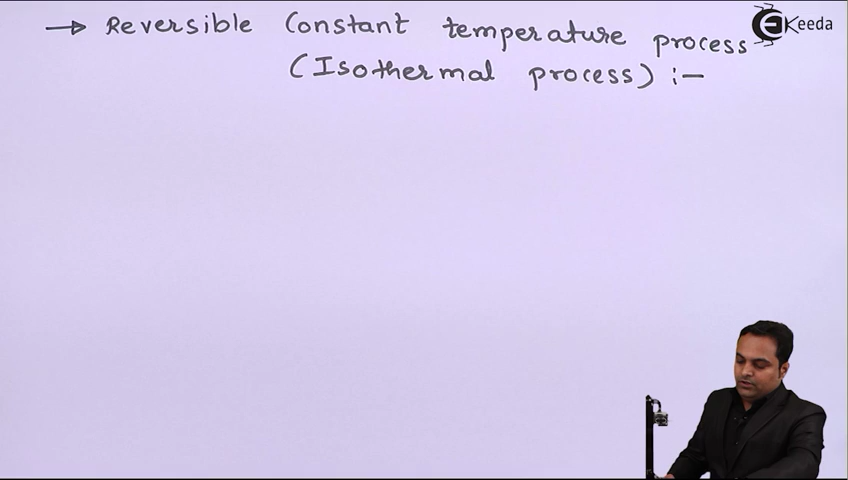 → Reversible Constant temperature process
(Isothermal process) :-
Ekeeda